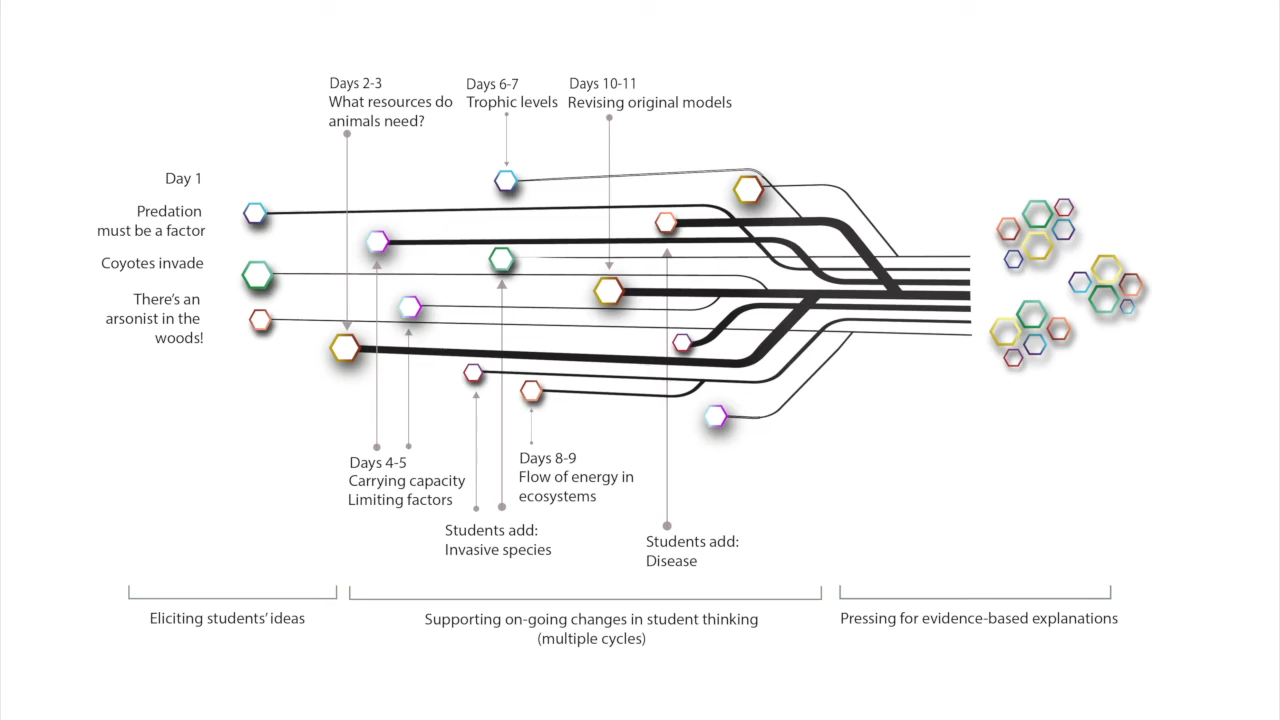 Days 2-3
What resources do
animals need?
Days 6-7
Trophic levels
Days 10-11
Revising original models
Day 1
Predation
must be a factor
Coyotes invade
There's an
arsonist in the
woods!
Days 4-5
Carrying capacity
Limiting factors
Days 8-9
Flow of energy in
ecosystems
Students add:
Invasive species
Students add:
Disease
Eliciting students' ideas
Supporting on-going changes in student thinking
(multiple cycles)
Pressing for evidence-based explanations